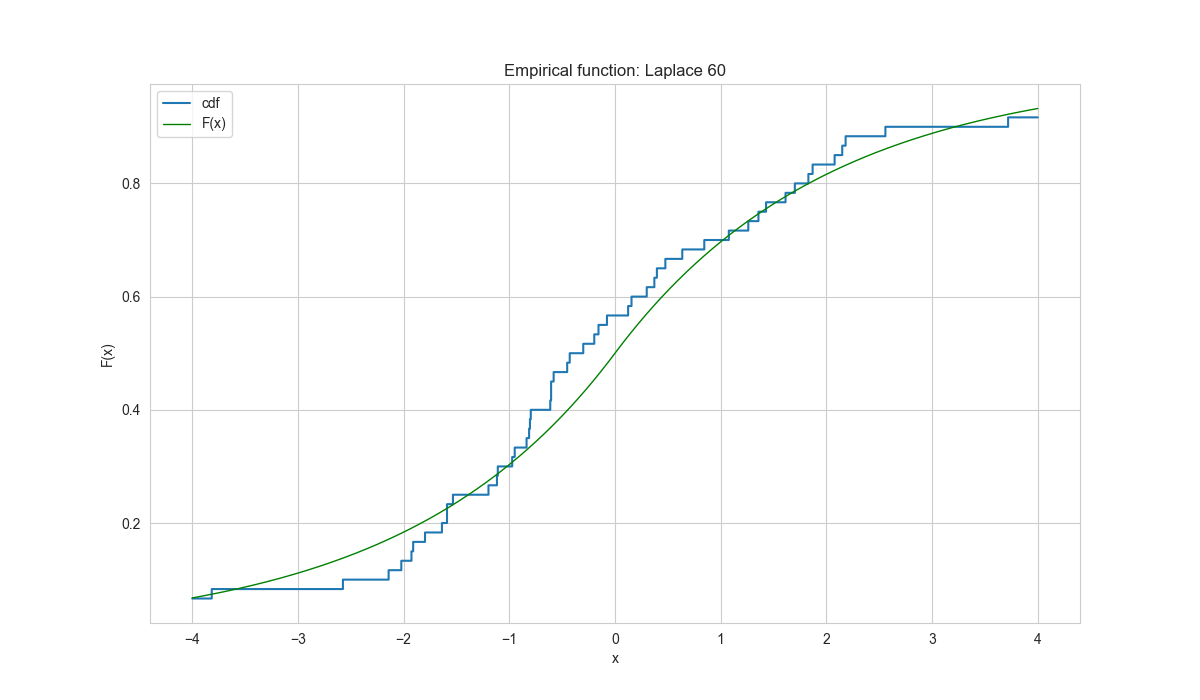 Empirical function: Laplace 60
cdf
F(x)
F(x)
0.8
0.6
0.4
0.2
−4 −3 −2 −1 0 1 2 3 4
x